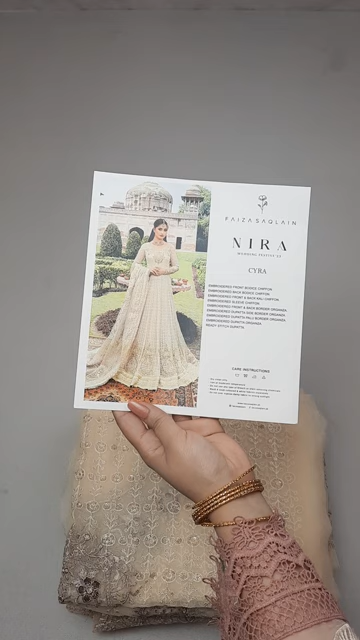 FAIZA SAQLAIN
NIRA
WEDDING FESTIVE 23
CYRA
EMBROIDERED FRONT BODICE CHIFFON
EMBROIDERED BACK BODICE CHIFFON
EMBROIDERED FRONT & BACK KALI CHIFFON
EMBROIDERED SLEEVE CHIFFON
EMBROIDERED FRONT & BACK BORDER ORGANZA
EMBROIDERED DUPATTA SIDE BORDER ORGANZA
EMBROIDERED DUPATTA PALU BORDER ORGANZA
EMBROIDERED DUPATTA ORGANZA
READY STITCH DUPATTA
CARE INSTRUCTIONS